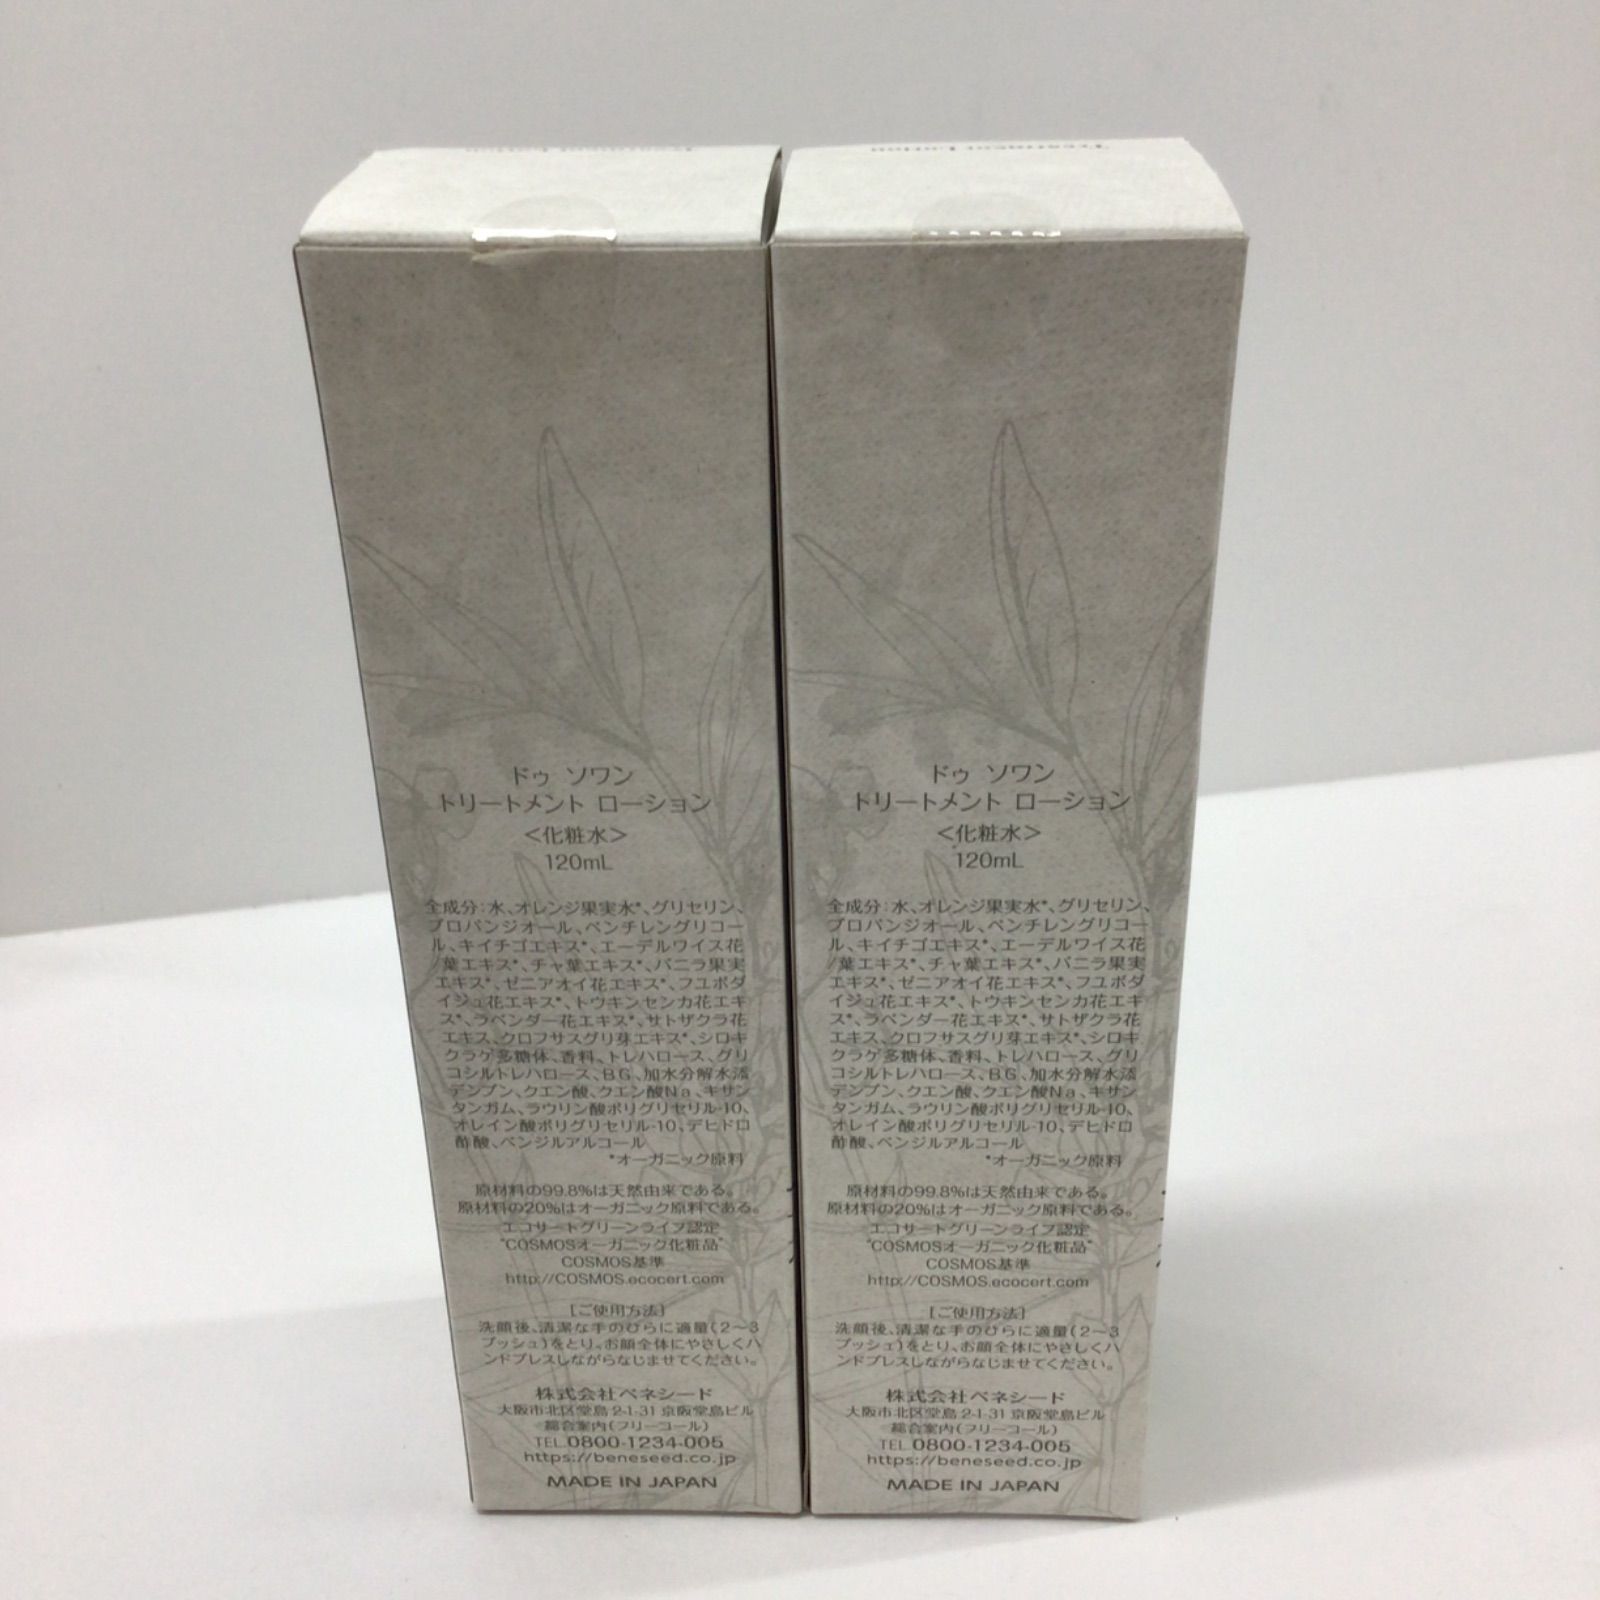 Treatment Lotion
ドゥ ソワン
トリートメント ローション
＜化粧水＞
120mL
全成分：水、オレンジ果実水*、グリセリン、
プロパンジオール、ペンチレングリコー
ル、キイチゴエキス*、エーデルワイス花
/葉エキス*、チャ葉エキス*、バニラ果実
エキス*、ゼニアオイ花エキス*、フユボダ
イジュ花エキス*、トウキンセンカ花エキ
ス*、ラベンダー花エキス*、サトザクラ花
エキス、クロフサスグリ芽エキス*、シロキ
クラゲ多糖体、香料、トレハロース、グリ
コシルトレハロース、BG、加水分解水添
デンプン、クエン酸、クエン酸Na、キサン
タンガム、ラウリン酸ポリグリセリル-10、
オレイン酸ポリグリセリル-10、デヒドロ
酢酸、ベンジルアルコール
*オーガニック原料
原材料の99.8%は天然由来である。
原材料の20%はオーガニック原料である。
エコサートグリーンライフ認定
"COSMOSオーガニック化粧品"
COSMOS基準
http://COSMOS.ecocert.com
［ご使用方法］
洗顔後、清潔な手のひらに適量(2〜3
プッシュ)をとり、お顔全体にやさしくハ
ンドプレスしながらなじませてください。
株式会社ベネシード
大阪市北区堂島 2-1-31 京阪堂島ビル
総合案内(フリーコール)
TEL.0800-1234-005
https://beneseed.co.jp
MADE IN JAPAN
Treatment Lotion
ドゥ ソワン
トリートメント ローション
＜化粧水＞
120mL
全成分：水、オレンジ果実水*、グリセリン、
プロパンジオール、ペンチレングリコー
ル、キイチゴエキス*、エーデルワイス花
/葉エキス*、チャ葉エキス*、バニラ果実
エキス*、ゼニアオイ花エキス*、フユボダ
イジュ花エキス*、トウキンセンカ花エキ
ス*、ラベンダー花エキス*、サトザクラ花
エキス、クロフサスグリ芽エキス*、シロキ
クラゲ多糖体、香料、トレハロース、グリ
コシルトレハロース、BG、加水分解水添
デンプン、クエン酸、クエン酸Na、キサン
タンガム、ラウリン酸ポリグリセリル-10、
オレイン酸ポリグリセリル-10、デヒドロ
酢酸、ベンジルアルコール
*オーガニック原料
原材料の99.8%は天然由来である。
原材料の20%はオーガニック原料である。
エコサートグリーンライフ認定
"COSMOSオーガニック化粧品"
COSMOS基準
http://COSMOS.ecocert.com
［ご使用方法］
洗顔後、清潔な手のひらに適量(2〜3
プッシュ)をとり、お顔全体にやさしくハ
ンドプレスしながらなじませてください。
株式会社ベネシード
大阪市北区堂島 2-1-31 京阪堂島ビル
総合案内(フリーコール)
TEL.0800-1234-005
https://beneseed.co.jp
MADE IN JAPAN